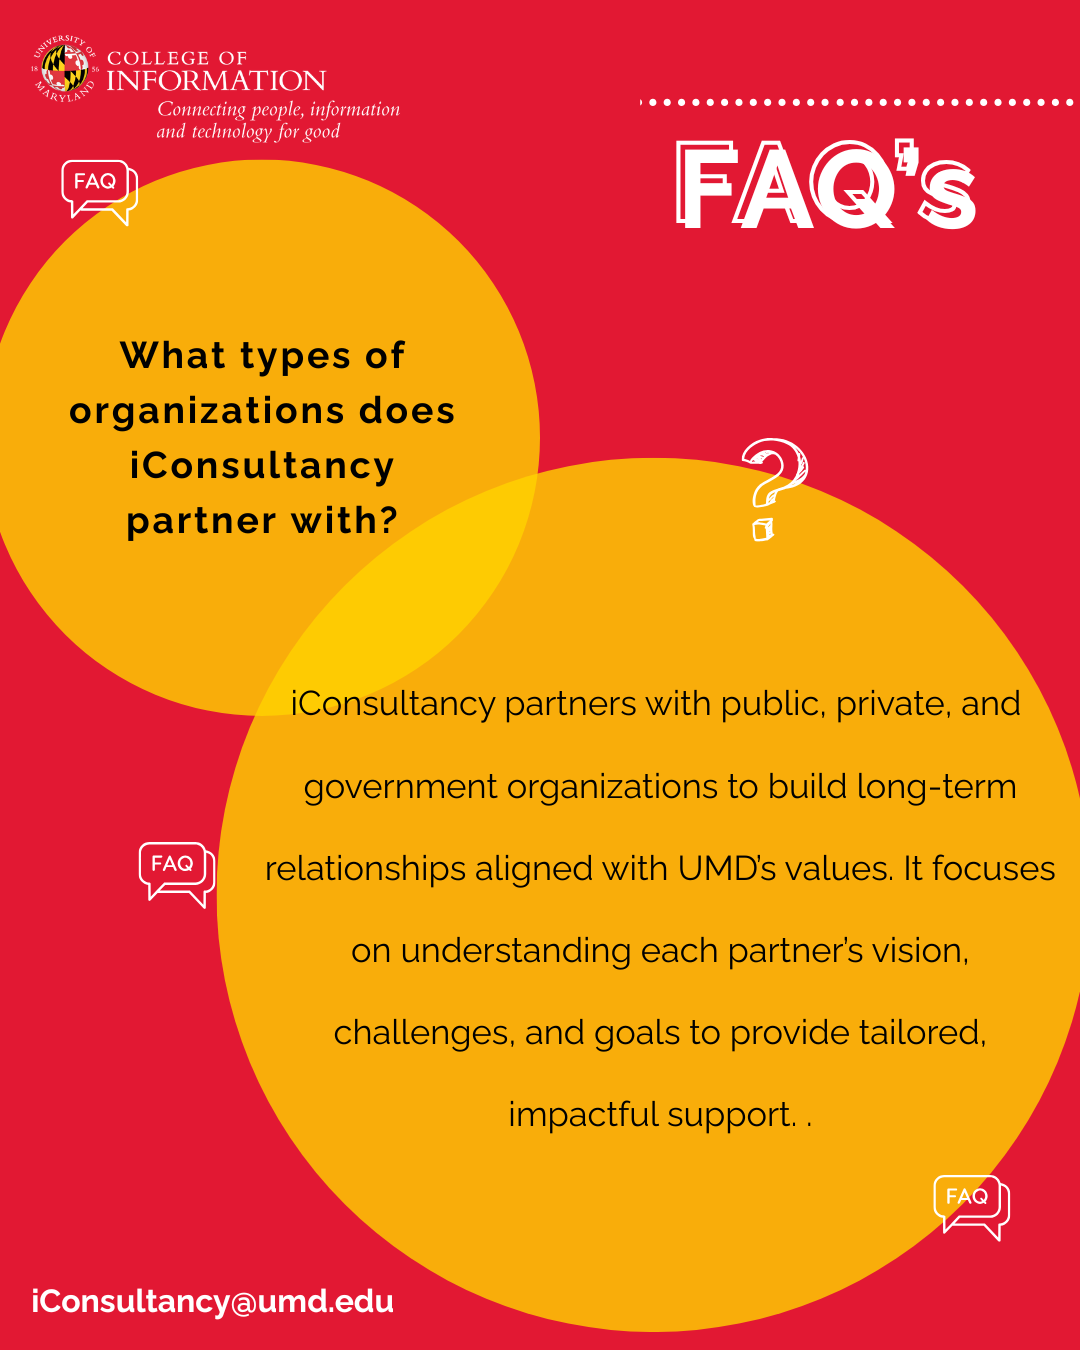 UNIVERSITY OF
18 56
MARYLAND
COLLEGE OF
INFORMATION
Connecting people, information
and technology for good
FAQ's
FAQ
What types of
organizations does
iConsultancy
partner with?
?
iConsultancy partners with public, private, and
government organizations to build long-term
relationships aligned with UMD’s values. It focuses
on understanding each partner’s vision,
challenges, and goals to provide tailored,
impactful support. .
FAQ
FAQ
iConsultancy@umd.edu